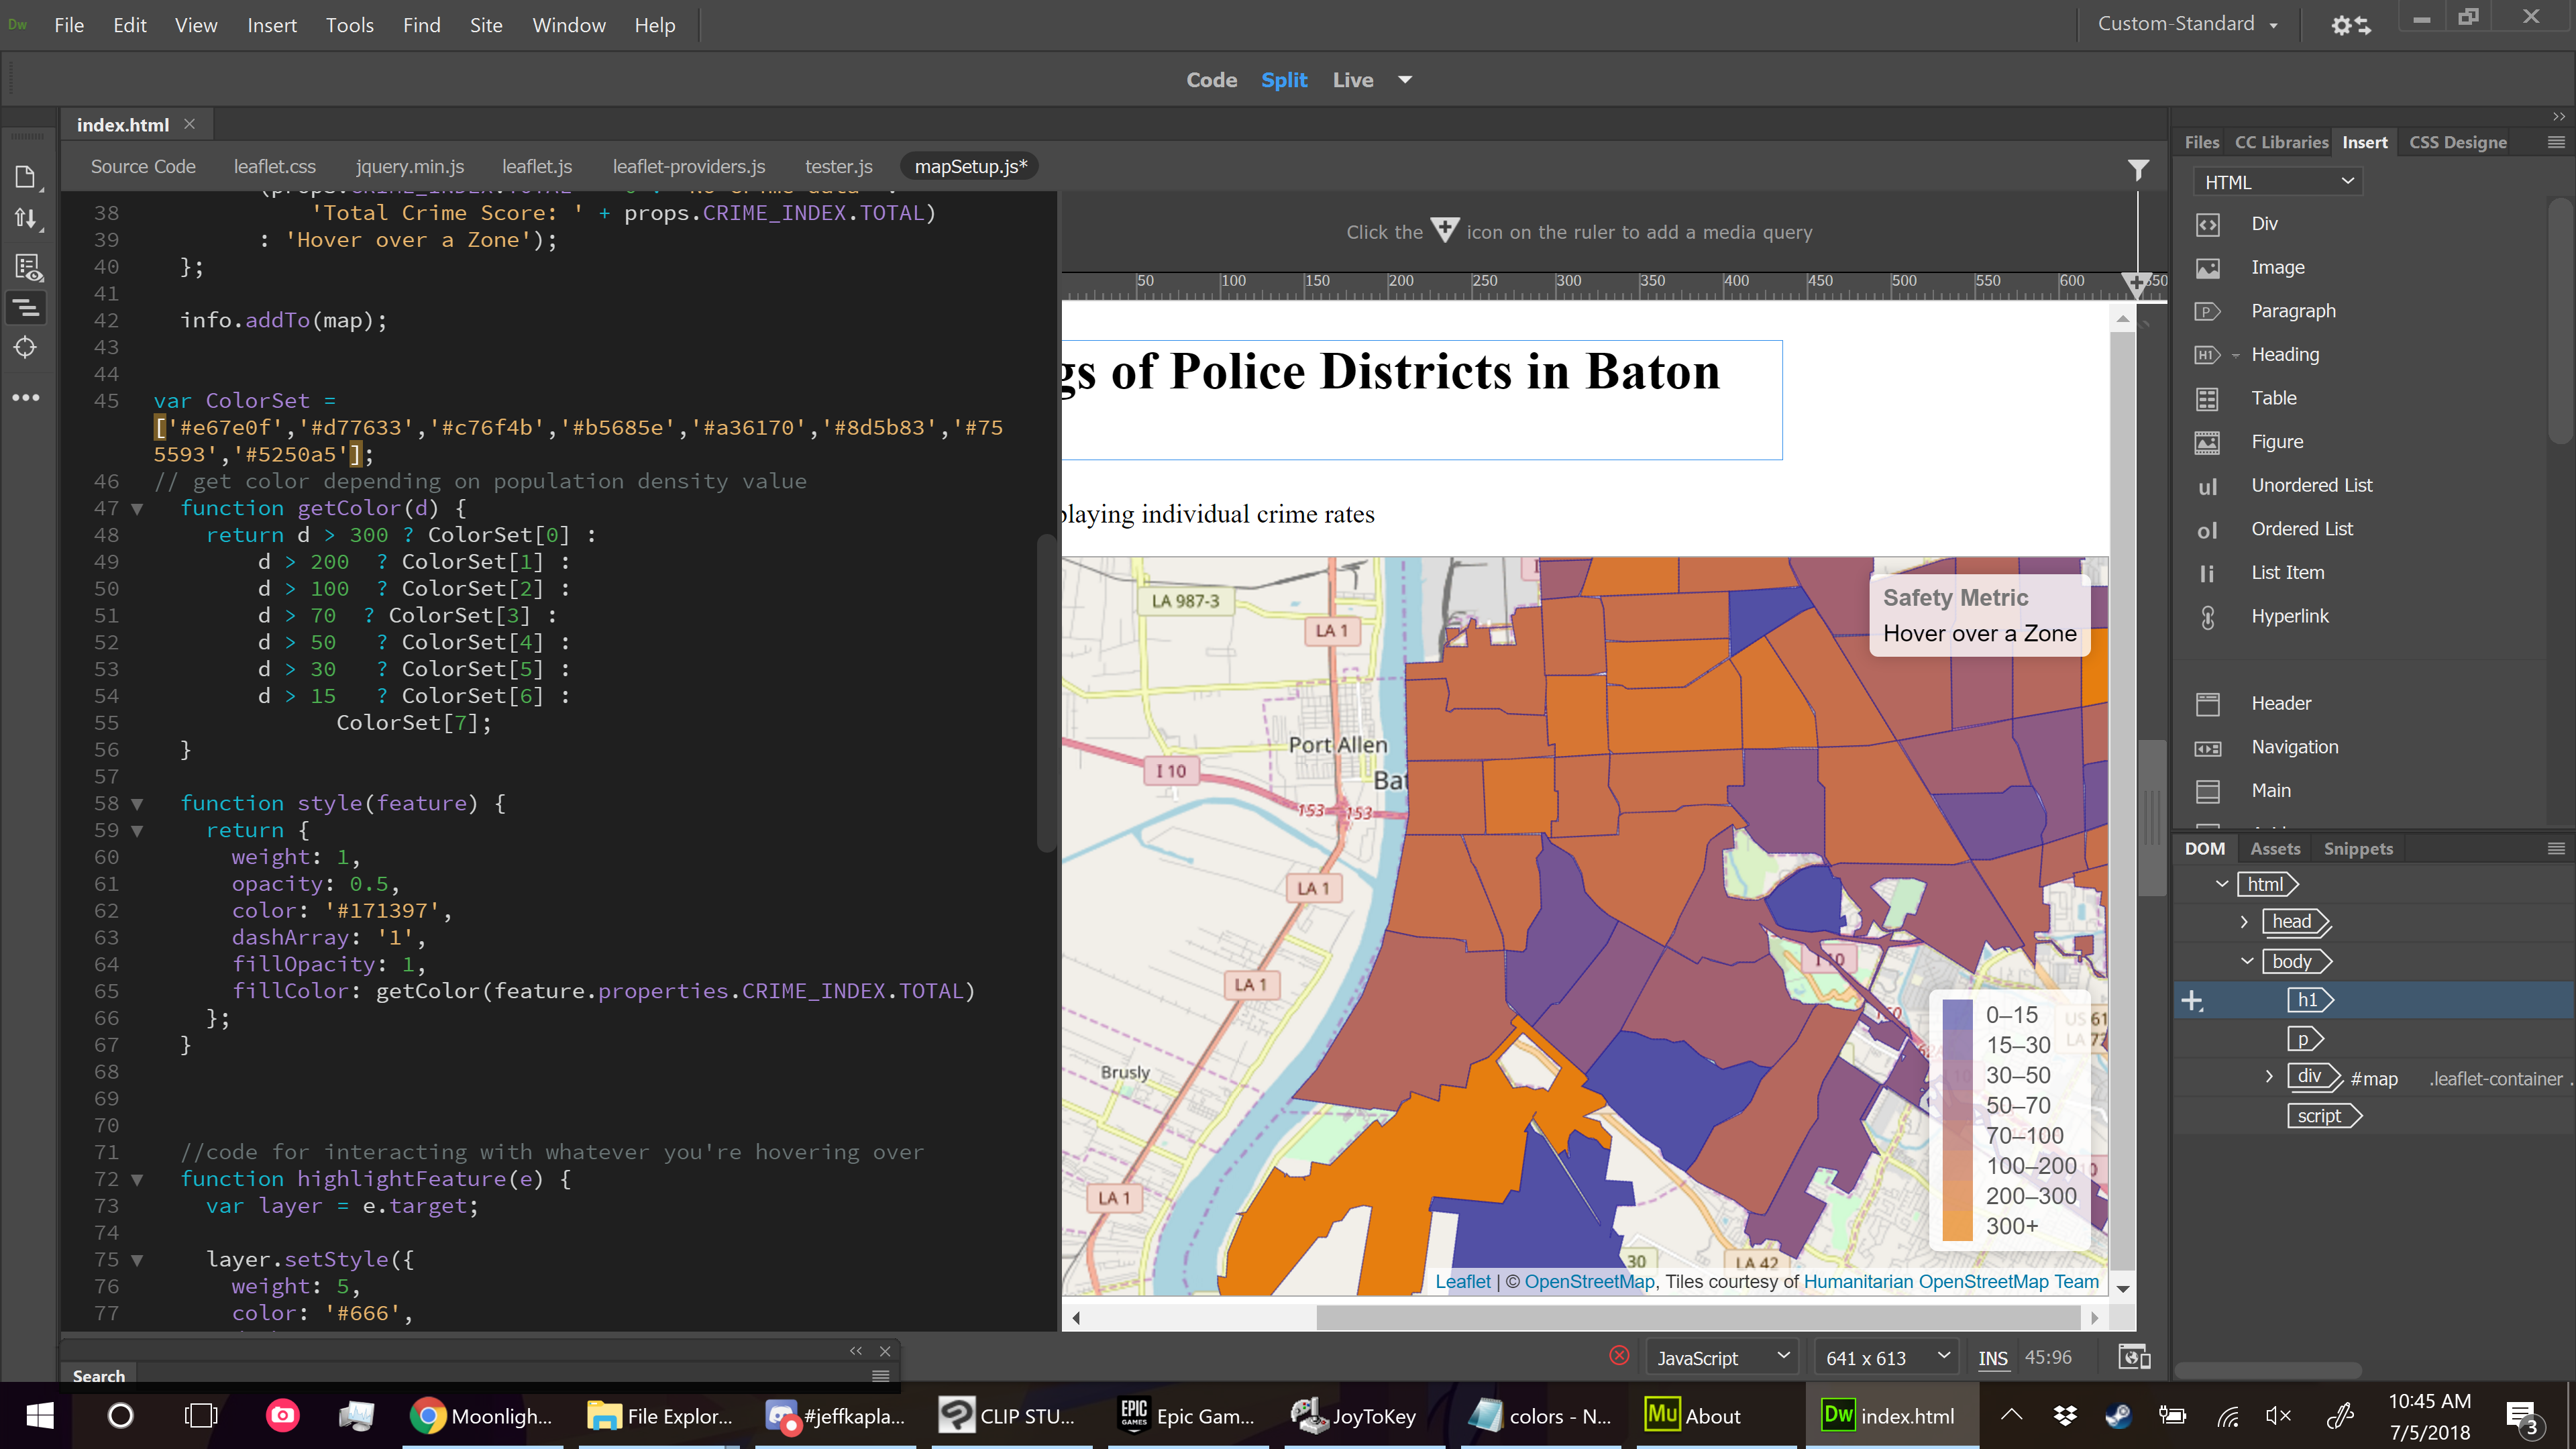 Dw File Edit View Insert Tools Find Site Window Help
Custom-Standard
Code Split Live
index.html
Source Code leaflet.css jquery.min.js leaflet.js leaflet-providers.js tester.js mapSetup.js*
38 'Total Crime Score: ' + props.CRIME_INDEX.TOTAL)
39 : 'Hover over a Zone');
40 };
41
42 info.addTo(map);
43
44
45 var ColorSet =
['#e67e0f','#d77633','#c76f4b','#b5685e','#a36170','#8d5b83','#75
5593','#5250a5'];
46 // get color depending on population density value
47 function getColor(d) {
48 return d > 300 ? ColorSet[0] :
49 d > 200 ? ColorSet[1] :
50 d > 100 ? ColorSet[2] :
51 d > 70 ? ColorSet[3] :
52 d > 50 ? ColorSet[4] :
53 d > 30 ? ColorSet[5] :
54 d > 15 ? ColorSet[6] :
55 ColorSet[7];
56 }
57
58 function style(feature) {
59 return {
60 weight: 1,
61 opacity: 0.5,
62 color: '#171397',
63 dashArray: '1',
64 fillOpacity: 1,
65 fillColor: getColor(feature.properties.CRIME_INDEX.TOTAL)
66 };
67 }
68
69
70
71 //code for interacting with whatever you're hovering over
72 function highlightFeature(e) {
73 var layer = e.target;
74
75 layer.setStyle({
76 weight: 5,
77 color: '#666',
Search
Click the icon on the ruler to add a media query
50 100 150 200 250 300 350 400 450 500 550 600
gs of Police Districts in Baton
playing individual crime rates
LA 987-3
LA 1
LA 1
LA 1
LA 1
Port Allen
Bat
I 10
153 153
Brusly
I 10
US 61
30
LA 42
Safety Metric
Hover over a Zone
0–15
15–30
30–50
50–70
70–100
100–200
200–300
300+
Leaflet | © OpenStreetMap, Tiles courtesy of Humanitarian OpenStreetMap Team
JavaScript 641 x 613 INS 45:96
Files CC Libraries Insert CSS Designe
HTML
Div
Image
Paragraph
H1 Heading
Table
Figure
ul Unordered List
ol Ordered List
li List Item
Hyperlink
Header
Navigation
Main
DOM Assets Snippets
html
head
body
h1
p
div #map .leaflet-container
script
Moonligh... File Explor... #jeffkapla... CLIP STU... EPIC GAMES Epic Gam... JoyToKey colors - N... Mu About Dw index.html
10:45 AM
7/5/2018
3